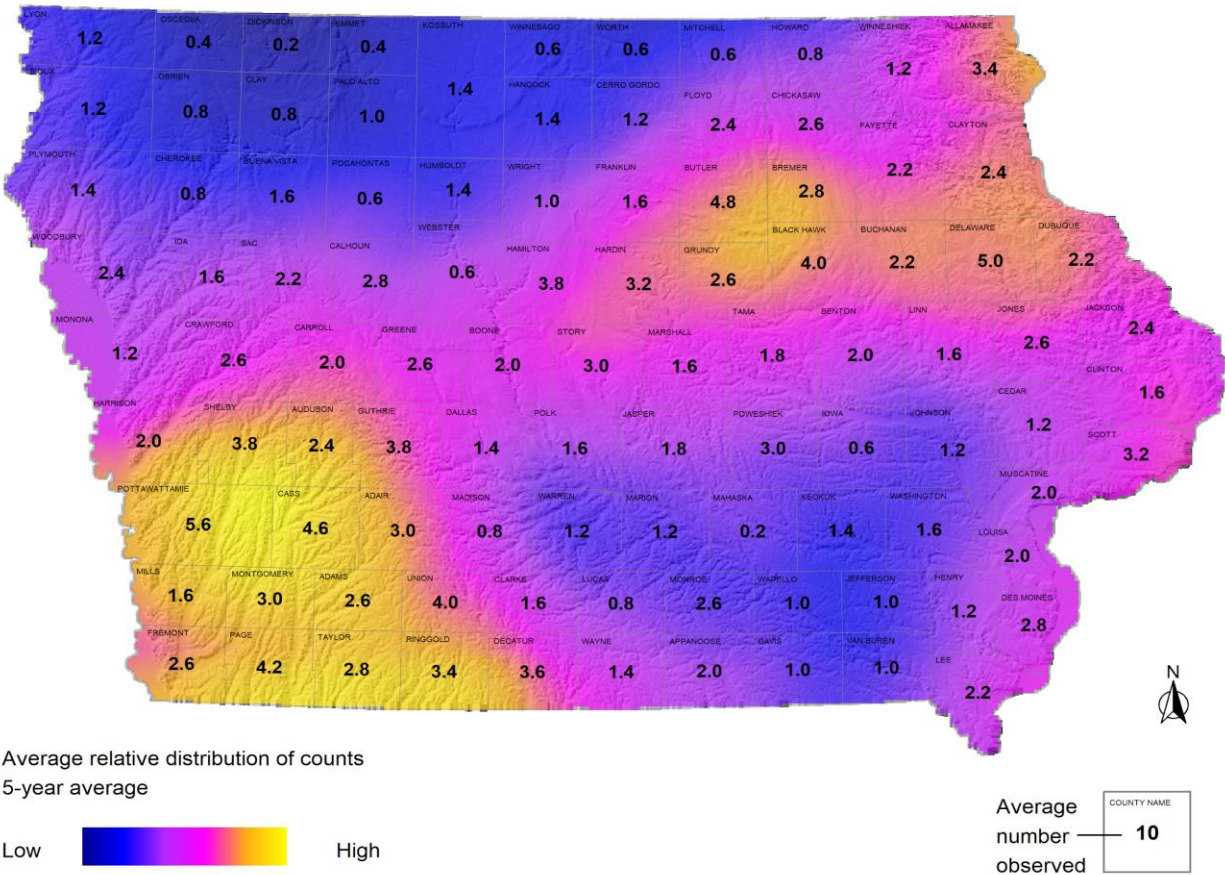 LYON
OSCEOLA
DICKINSON
EMMET
KOSSUTH
WINNEBAGO
WORTH
MITCHELL
HOWARD
WINNESHIEK
ALLAMAKEE
1.2
0.4
0.2
0.4
1.4
0.6
0.6
0.6
0.8
1.2
3.4
SIOUX
OBRIEN
CLAY
PALO ALTO
HANCOCK
CERRO GORDO
FLOYD
CHICKASAW
FAYETTE
CLAYTON
1.2
0.8
0.8
1.0
1.4
1.2
2.4
2.6
2.2
2.4
PLYMOUTH
CHEROKEE
BUENA VISTA
POCAHONTAS
HUMBOLDT
WRIGHT
FRANKLIN
BUTLER
BREMER
1.4
0.8
1.6
0.6
1.4
1.0
1.6
4.8
2.8
WOODBURY
IDA
SAC
CALHOUN
WEBSTER
HAMILTON
HARDIN
GRUNDY
BLACK HAWK
BUCHANAN
DELAWARE
DUBUQUE
2.4
1.6
2.2
2.8
0.6
3.8
3.2
2.6
4.0
2.2
5.0
2.2
MONONA
CRAWFORD
CARROLL
GREENE
BOONE
STORY
MARSHALL
TAMA
BENTON
LINN
JONES
JACKSON
1.2
2.6
2.0
2.6
2.0
3.0
1.6
1.8
2.0
1.6
2.6
2.4
CLINTON
1.6
HARRISON
SHELBY
AUDUBON
GUTHRIE
DALLAS
POLK
JASPER
POWESHIEK
IOWA
JOHNSON
CEDAR
SCOTT
2.0
3.8
2.4
3.8
1.4
1.6
1.8
3.0
0.6
1.2
1.2
3.2
POTTAWATTAMIE
CASS
ADAIR
MADISON
WARREN
MARION
MAHASKA
KEOKUK
WASHINGTON
MUSCATINE
LOUISA
5.6
4.6
3.0
0.8
1.2
1.2
0.2
1.4
1.6
2.0
2.0
MILLS
MONTGOMERY
ADAMS
UNION
CLARKE
LUCAS
MONROE
WAPELLO
JEFFERSON
HENRY
DES MOINES
1.6
3.0
2.6
4.0
1.6
0.8
2.6
1.0
1.0
1.2
2.8
FREMONT
PAGE
TAYLOR
RINGGOLD
DECATUR
WAYNE
APPANOOSE
DAVIS
VAN BUREN
LEE
2.6
4.2
2.8
3.4
3.6
1.4
2.0
1.0
1.0
2.2
N
Average relative distribution of counts
5-year average
Low
High
Average
number
observed
COUNTY NAME
10